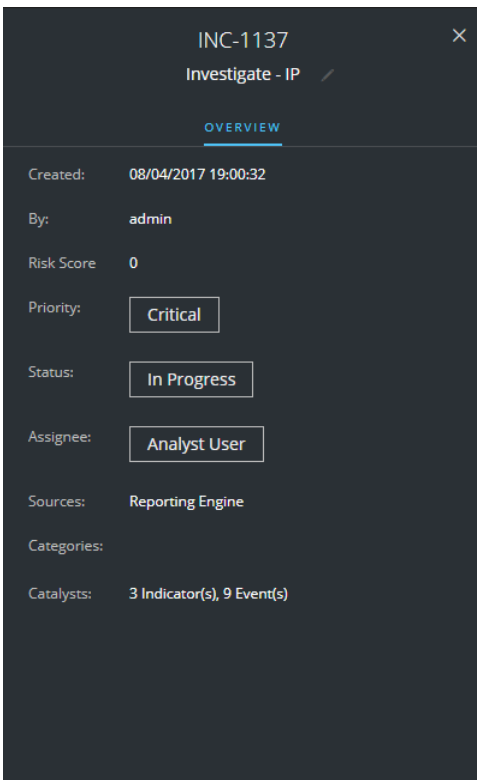 INC-1137
Investigate - IP
OVERVIEW
Created: 08/04/2017 19:00:32
By: admin
Risk Score 0
Priority: Critical
Status: In Progress
Assignee: Analyst User
Sources: Reporting Engine
Categories:
Catalysts: 3 Indicator(s), 9 Event(s)